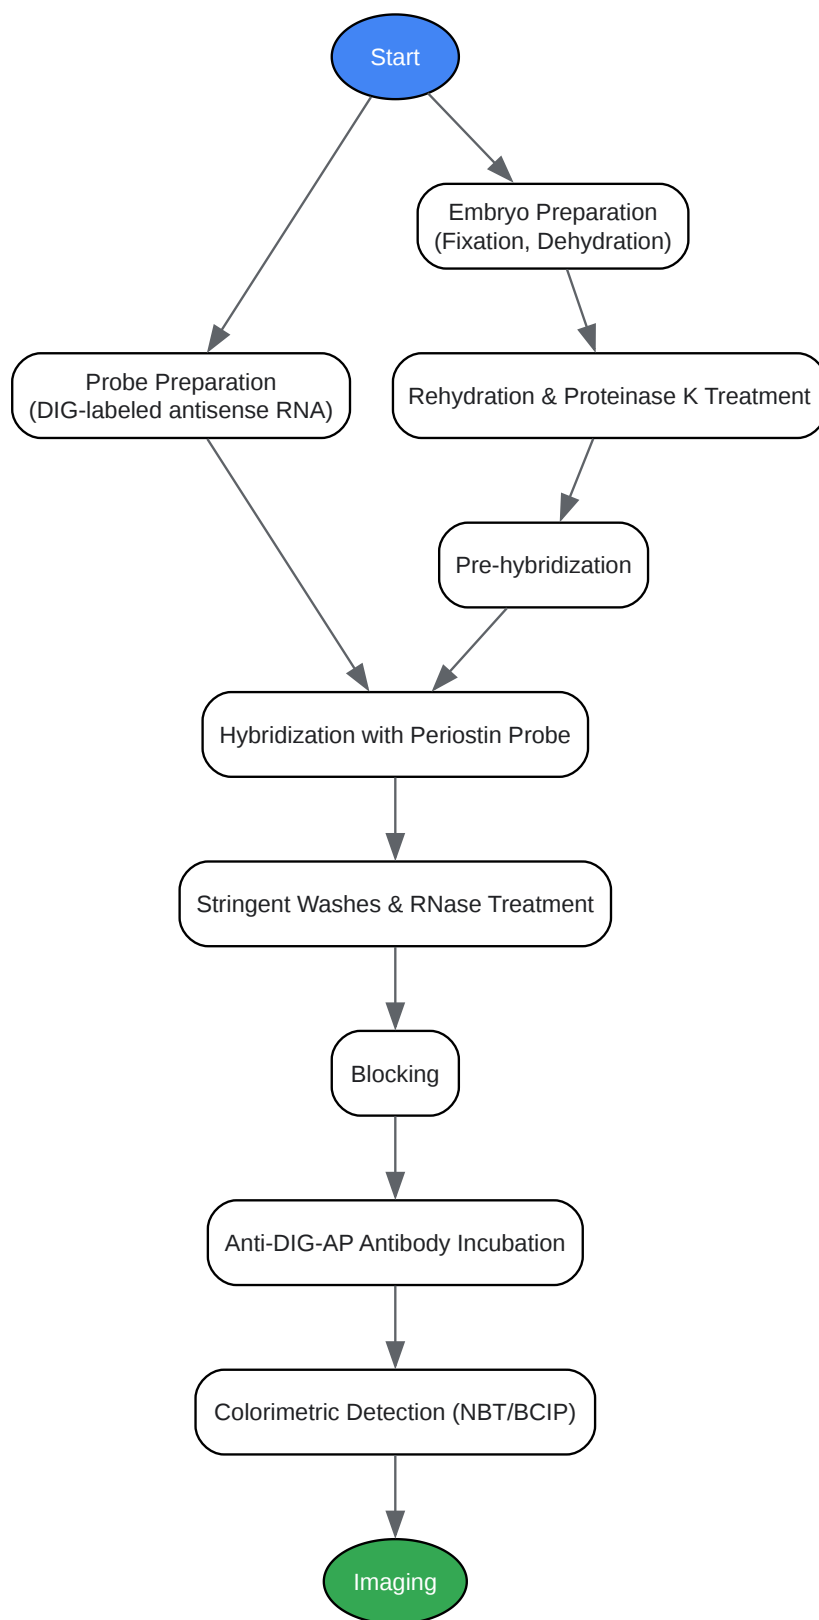 Start
Embryo Preparation
(Fixation, Dehydration)
Probe Preparation
(DIG-labeled antisense RNA)
Rehydration & Proteinase K Treatment
Pre-hybridization
Hybridization with Periostin Probe
Stringent Washes & RNase Treatment
Blocking
Anti-DIG-AP Antibody Incubation
Colorimetric Detection (NBT/BCIP)
Imaging